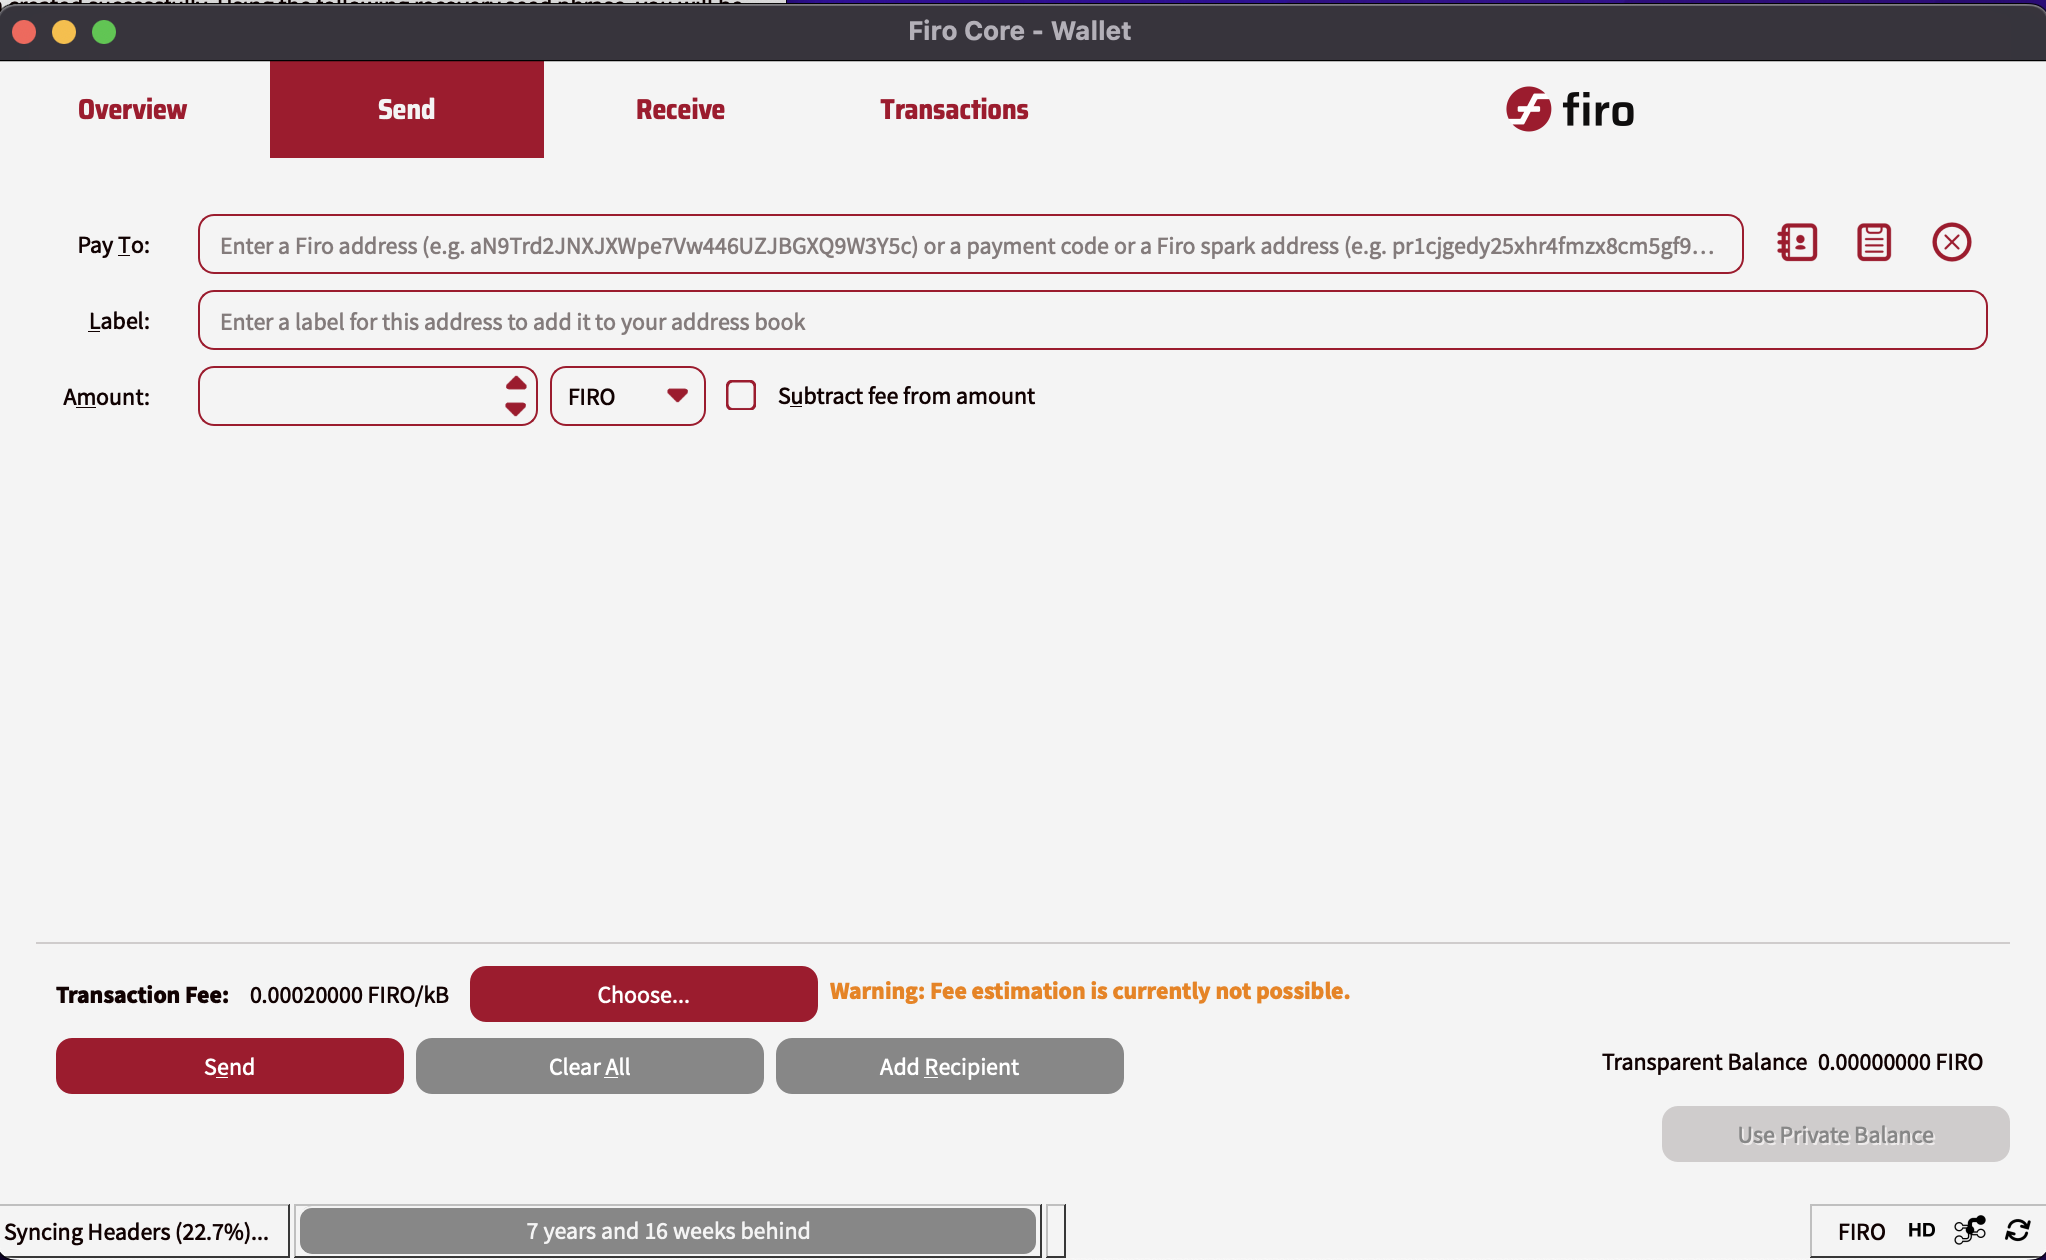 Firo Core - Wallet
Overview
Send
Receive
Transactions
firo
Pay To:
Enter a Firo address (e.g. aN9Trd2JNXJXWpe7Vw446UZJBGXQ9W3Y5c) or a payment code or a Firo spark address (e.g. pr1cjgedy25xhr4fmzx8cm5gf9...
Label:
Enter a label for this address to add it to your address book
Amount:
FIRO
Subtract fee from amount
Transaction Fee: 0.00020000 FIRO/kB
Choose...
Warning: Fee estimation is currently not possible.
Send
Clear All
Add Recipient
Transparent Balance 0.00000000 FIRO
Use Private Balance
Syncing Headers (22.7%)...
7 years and 16 weeks behind
FIRO
HD